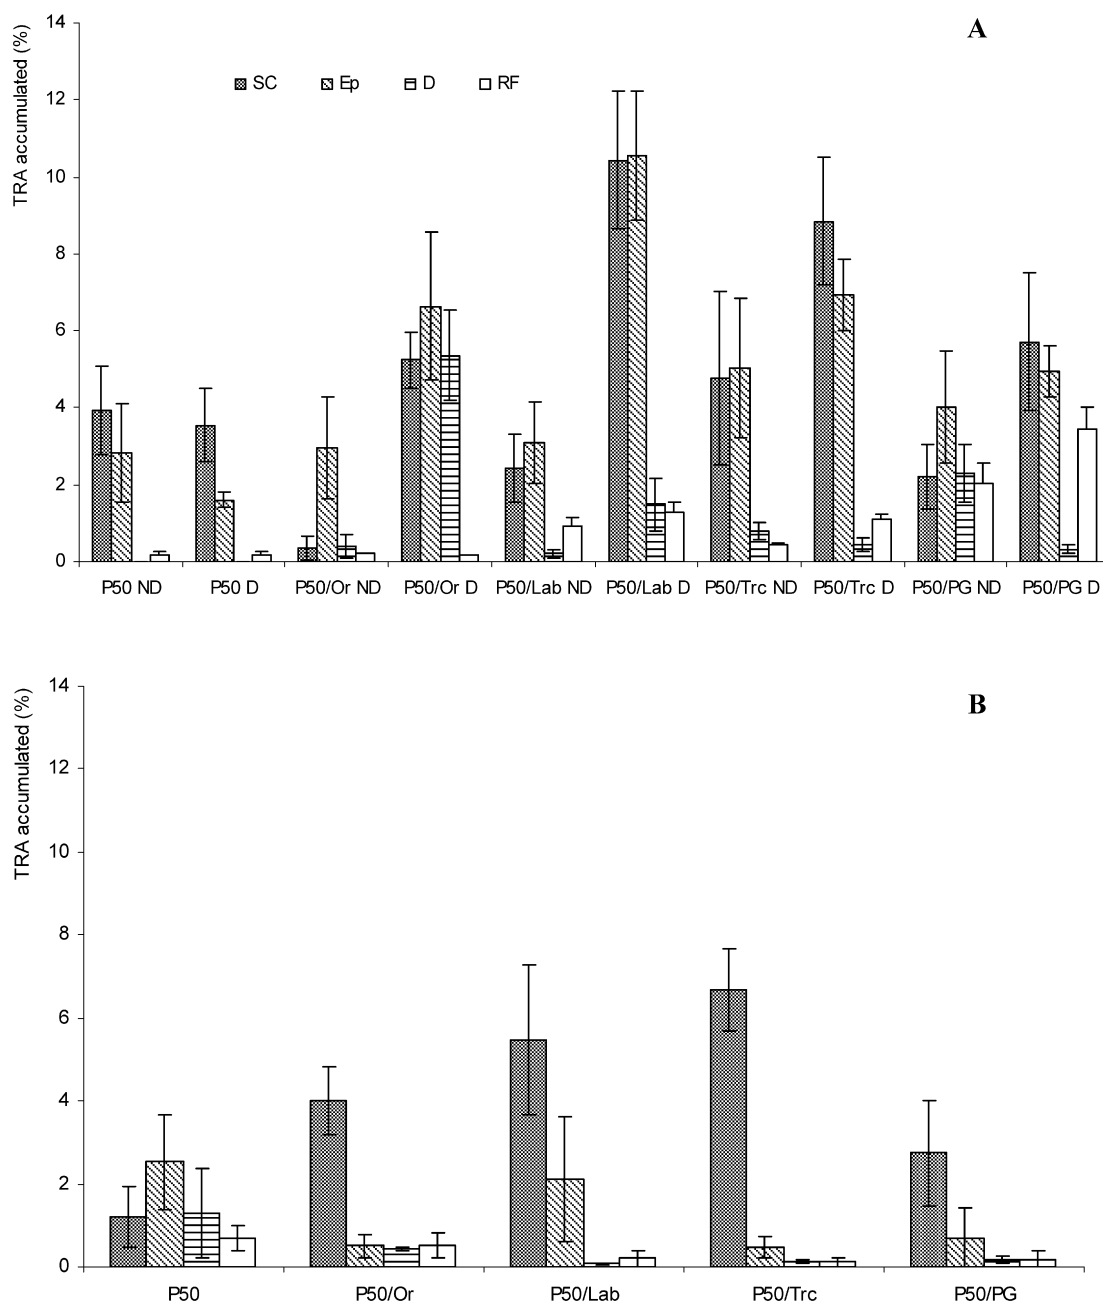 A
TRA accumulated (%)
14
12
10
8
6
4
2
0
SC Ep D RF
P50 ND P50 D P50/Or ND P50/Or D P50/Lab ND P50/Lab D P50/Trc ND P50/Trc D P50/PG ND P50/PG D
B
TRA accumulated (%)
14
12
10
8
6
4
2
0
P50 P50/Or P50/Lab P50/Trc P50/PG